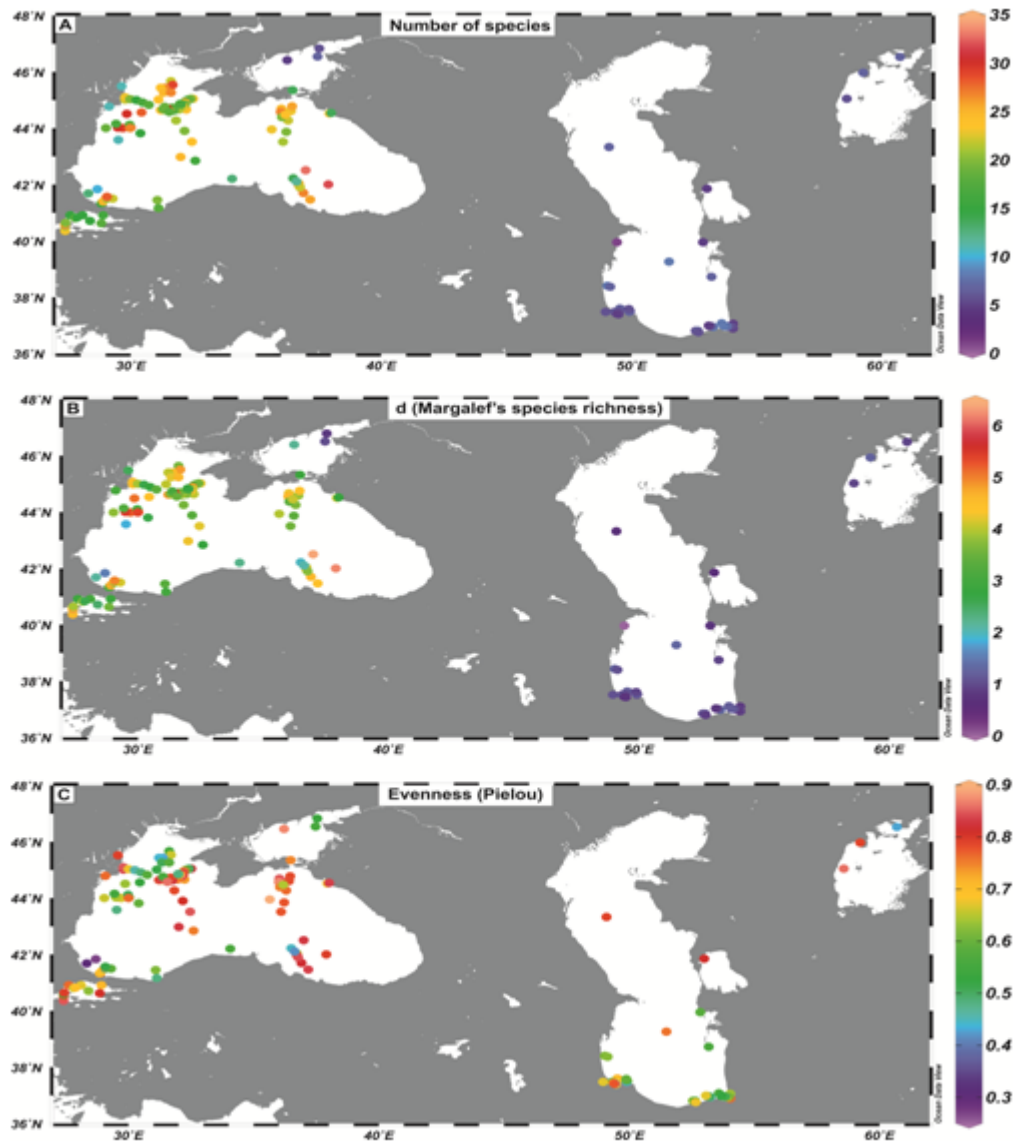 A
Number of species
48˚N
46˚N
44˚N
42˚N
40˚N
38˚N
36˚N
30˚E
40˚E
50˚E
60˚E
35
30
25
20
15
10
5
0
Ocean Data View
B
d (Margalef's species richness)
48˚N
46˚N
44˚N
42˚N
40˚N
38˚N
36˚N
30˚E
40˚E
50˚E
60˚E
6
5
4
3
2
1
0
Ocean Data View
C
Evenness (Pielou)
48˚N
46˚N
44˚N
42˚N
40˚N
38˚N
36˚N
30˚E
40˚E
50˚E
60˚E
0.9
0.8
0.7
0.6
0.5
0.4
0.3
Ocean Data View